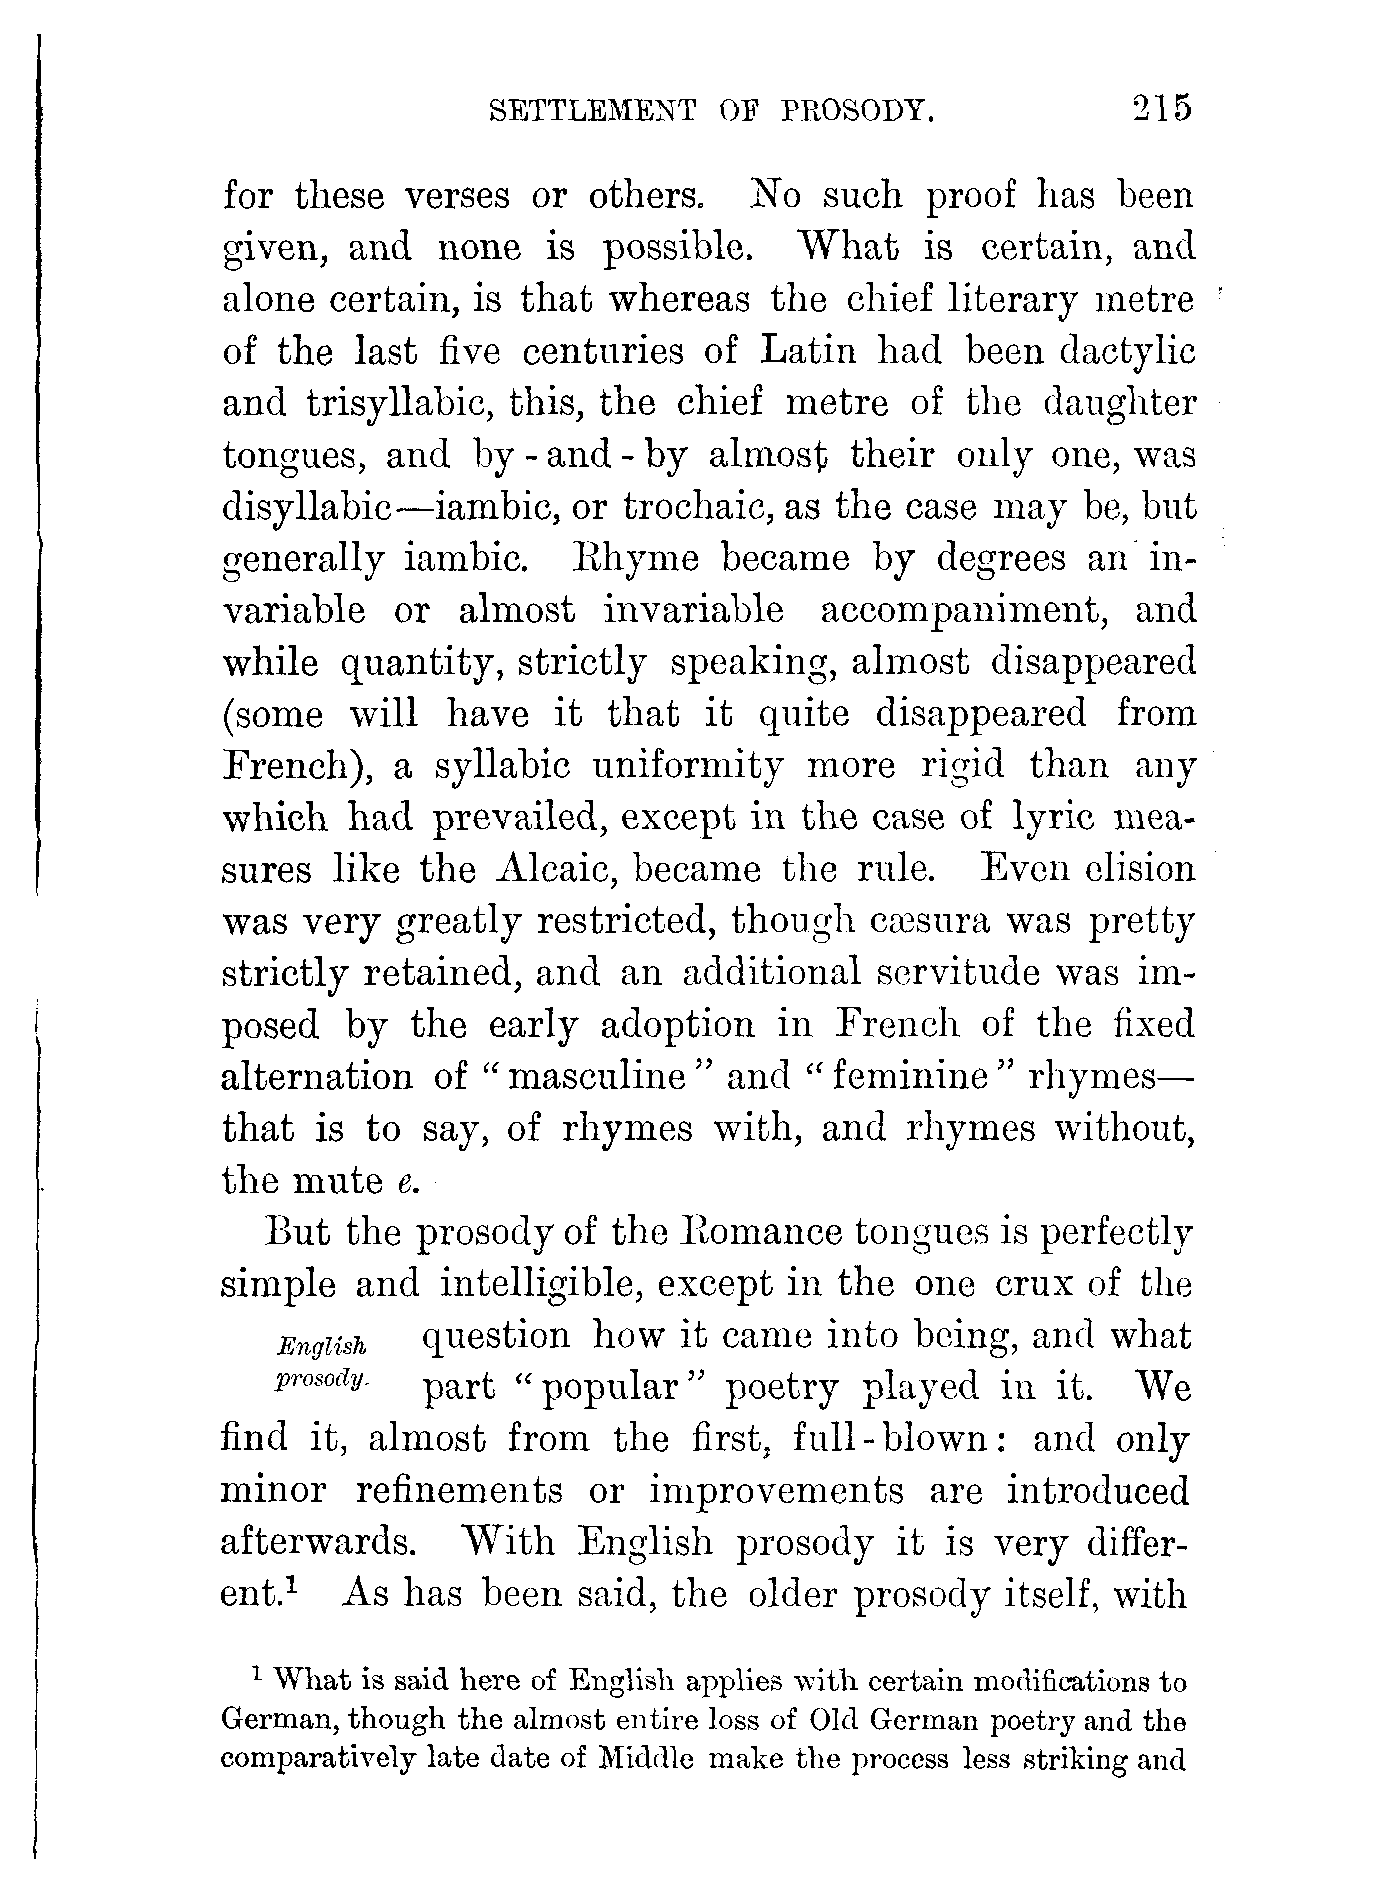 SETTLEMENT OF PROSODY. 215
for these verses or others. No such proof has been
given, and none is possible. What is certain, and
alone certain, is that whereas the chief literary metre
of the last five centuries of Latin had been dactylic
and trisyllabic, this, the chief metre of the daughter
tongues, and by-and-by almost their only one, was
disyllabic—iambic, or trochaic, as the case may be, but
generally iambic. Rhyme became by degrees an in-
variable or almost invariable accompaniment, and
while quantity, strictly speaking, almost disappeared
(some will have it that it quite disappeared from
French), a syllabic uniformity more rigid than any
which had prevailed, except in the case of lyric mea-
sures like the Alcaic, became the rule. Even elision
was very greatly restricted, though cæsura was pretty
strictly retained, and an additional servitude was im-
posed by the early adoption in French of the fixed
alternation of “masculine” and “feminine” rhymes—
that is to say, of rhymes with, and rhymes without,
the mute e.
But the prosody of the Romance tongues is perfectly
simple and intelligible, except in the one crux of the
English question how it came into being, and what
prosody. part “popular” poetry played in it. We
find it, almost from the first, full-blown: and only
minor refinements or improvements are introduced
afterwards. With English prosody it is very differ-
ent.¹ As has been said, the older prosody itself, with
¹ What is said here of English applies with certain modifications to
German, though the almost entire loss of Old German poetry and the
comparatively late date of Middle make the process less striking and